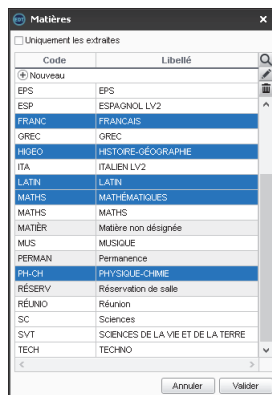 EDT Matières
Uniquement les extraites
Code Libellé
Nouveau
EPS EPS
ESP ESPAGNOL LV2
FRANC FRANCAIS
GREC GREC
HIGEO HISTOIRE-GÉOGRAPHIE
ITA ITALIEN LV2
LATIN LATIN
MATHS MATHÉMATIQUES
MATHS MATHS
MATIÈR Matière non désignée
MUS MUSIQUE
PERMAN Permanence
PH-CH PHYSIQUE-CHIMIE
RÉSERV Réservation de salle
RÉUNIO Réunion
SC Sciences
SVT SCIENCES DE LA VIE ET DE LA TERRE
TECH TECHNO
Annuler Valider